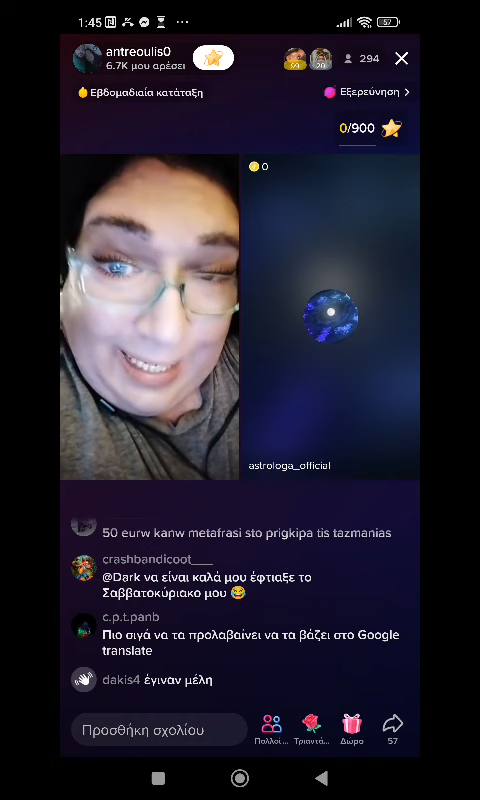 1:45
57
antreoulis0
6.7K μου αρέσει
59
20
294
Εβδομαδιαία κατάταξη
Εξερεύνηση
0/900
0
astrologa_official
50 eurw kanw metafrasi sto prigkipa tis tazmanias
crashbandicoot___
@Dark να είναι καλά μου έφτιαξε το
Σαββατοκύριακο μου 😂
c.p.t.panb
Πιο σιγά να τα προλαβαίνει να τα βάζει στο Google
translate
dakis4 έγιναν μέλη
Προσθήκη σχολίου
Πολλοί...
Τριαντά...
Δώρο
57